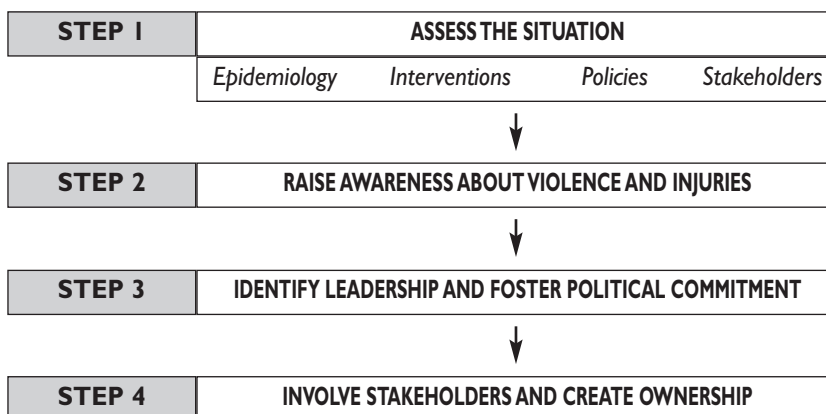 STEP 1 ASSESS THE SITUATION
Epidemiology Interventions Policies Stakeholders
STEP 2 RAISE AWARENESS ABOUT VIOLENCE AND INJURIES
STEP 3 IDENTIFY LEADERSHIP AND FOSTER POLITICAL COMMITMENT
STEP 4 INVOLVE STAKEHOLDERS AND CREATE OWNERSHIP